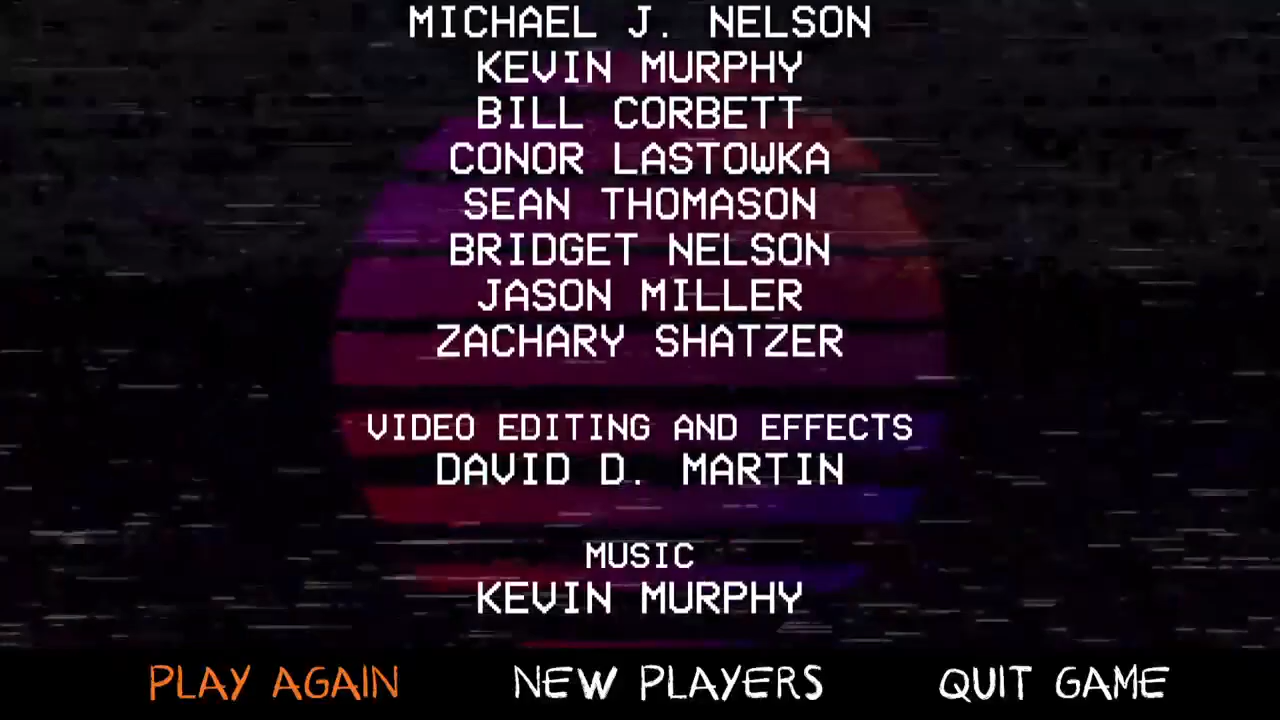 MICHAEL J. NELSON
KEVIN MURPHY
BILL CORBETT
CONOR LASTOWKA
SEAN THOMASON
BRIDGET NELSON
JASON MILLER
ZACHARY SHATZER
VIDEO EDITING AND EFFECTS
DAVID D. MARTIN
MUSIC
KEVIN MURPHY
PLAY AGAIN NEW PLAYERS QUIT GAME